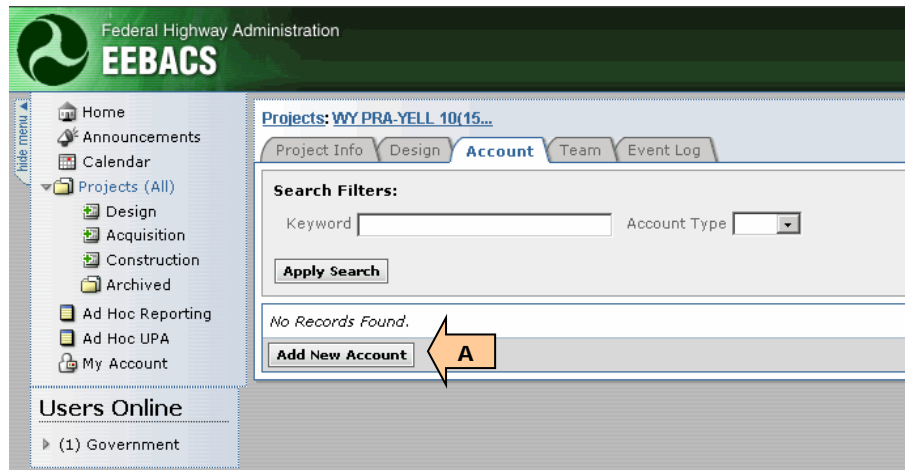 Federal Highway Administration
EEBACS
hide menu
Home
Announcements
Calendar
Projects (All)
Design
Acquisition
Construction
Archived
Ad Hoc Reporting
Ad Hoc UPA
My Account
Users Online
(1) Government
Projects: WY PRA-YELL 10(15...
Project Info Design Account Team Event Log
Search Filters:
Keyword Account Type
Apply Search
No Records Found.
Add New Account A